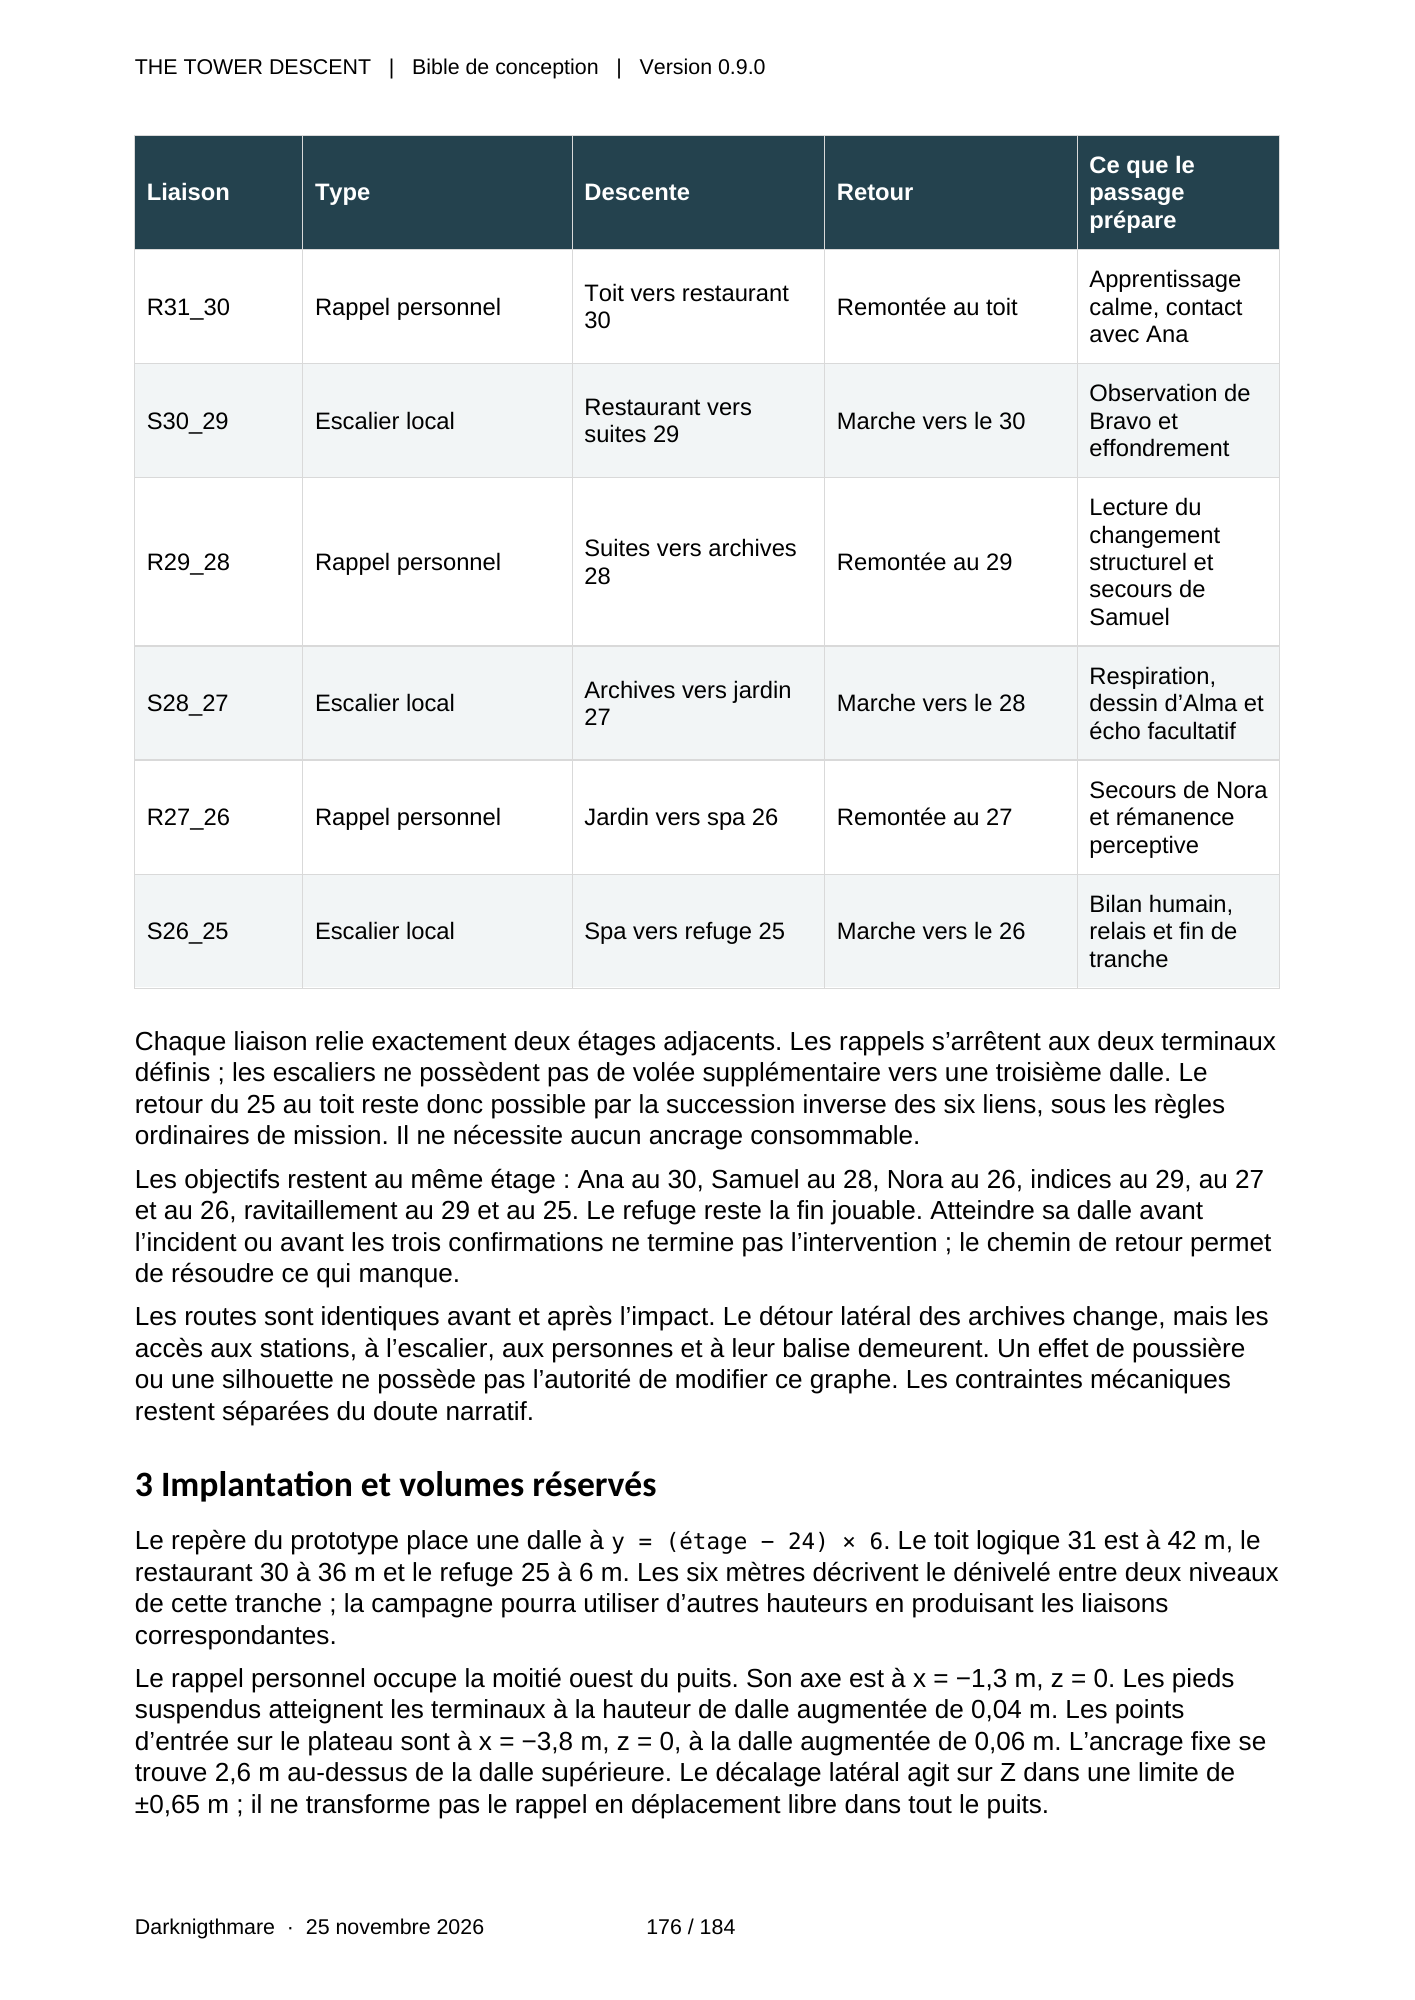 THE TOWER DESCENT | Bible de conception | Version 0.9.0
Liaison
Type
Descente
Retour
Ce que le
passage
prépare
R31_30
Rappel personnel
Toit vers restaurant
30
Remontée au toit
Apprentissage
calme, contact
avec Ana
S30_29
Escalier local
Restaurant vers
suites 29
Marche vers le 30
Observation de
Bravo et
effondrement
R29_28
Rappel personnel
Suites vers archives
28
Remontée au 29
Lecture du
changement
structurel et
secours de
Samuel
S28_27
Escalier local
Archives vers jardin
27
Marche vers le 28
Respiration,
dessin d’Alma et
écho facultatif
R27_26
Rappel personnel
Jardin vers spa 26
Remontée au 27
Secours de Nora
et rémanence
perceptive
S26_25
Escalier local
Spa vers refuge 25
Marche vers le 26
Bilan humain,
relais et fin de
tranche
Chaque liaison relie exactement deux étages adjacents. Les rappels s’arrêtent aux deux terminaux
définis ; les escaliers ne possèdent pas de volée supplémentaire vers une troisième dalle. Le
retour du 25 au toit reste donc possible par la succession inverse des six liens, sous les règles
ordinaires de mission. Il ne nécessite aucun ancrage consommable.
Les objectifs restent au même étage : Ana au 30, Samuel au 28, Nora au 26, indices au 29, au 27
et au 26, ravitaillement au 29 et au 25. Le refuge reste la fin jouable. Atteindre sa dalle avant
l’incident ou avant les trois confirmations ne termine pas l’intervention ; le chemin de retour permet
de résoudre ce qui manque.
Les routes sont identiques avant et après l’impact. Le détour latéral des archives change, mais les
accès aux stations, à l’escalier, aux personnes et à leur balise demeurent. Un effet de poussière
ou une silhouette ne possède pas l’autorité de modifier ce graphe. Les contraintes mécaniques
restent séparées du doute narratif.
3 Implantation et volumes réservés
Le repère du prototype place une dalle à y = (étage − 24) × 6. Le toit logique 31 est à 42 m, le
restaurant 30 à 36 m et le refuge 25 à 6 m. Les six mètres décrivent le dénivelé entre deux niveaux
de cette tranche ; la campagne pourra utiliser d’autres hauteurs en produisant les liaisons
correspondantes.
Le rappel personnel occupe la moitié ouest du puits. Son axe est à x = −1,3 m, z = 0. Les pieds
suspendus atteignent les terminaux à la hauteur de dalle augmentée de 0,04 m. Les points
d’entrée sur le plateau sont à x = −3,8 m, z = 0, à la dalle augmentée de 0,06 m. L’ancrage fixe se
trouve 2,6 m au-dessus de la dalle supérieure. Le décalage latéral agit sur Z dans une limite de
±0,65 m ; il ne transforme pas le rappel en déplacement libre dans tout le puits.
Darknigthmare · 25 novembre 2026
176 / 184